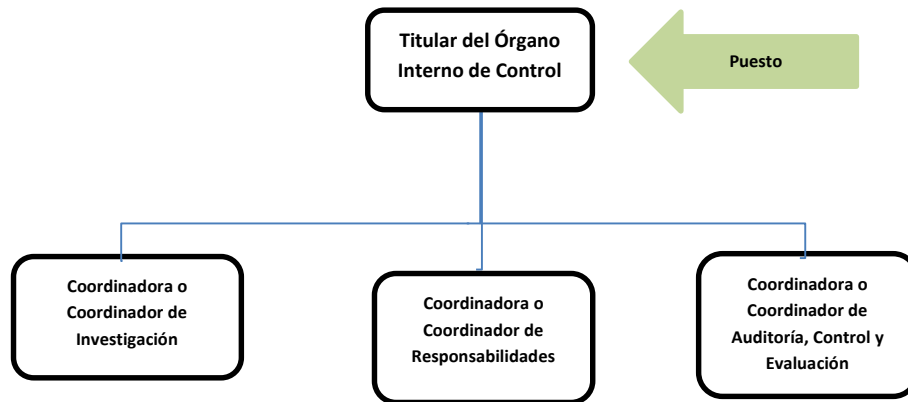 Titular del Órgano
Interno de Control
Puesto
Coordinadora o
Coordinador de
Investigación
Coordinadora o
Coordinador de
Responsabilidades
Coordinadora o
Coordinador de
Auditoría, Control y
Evaluación